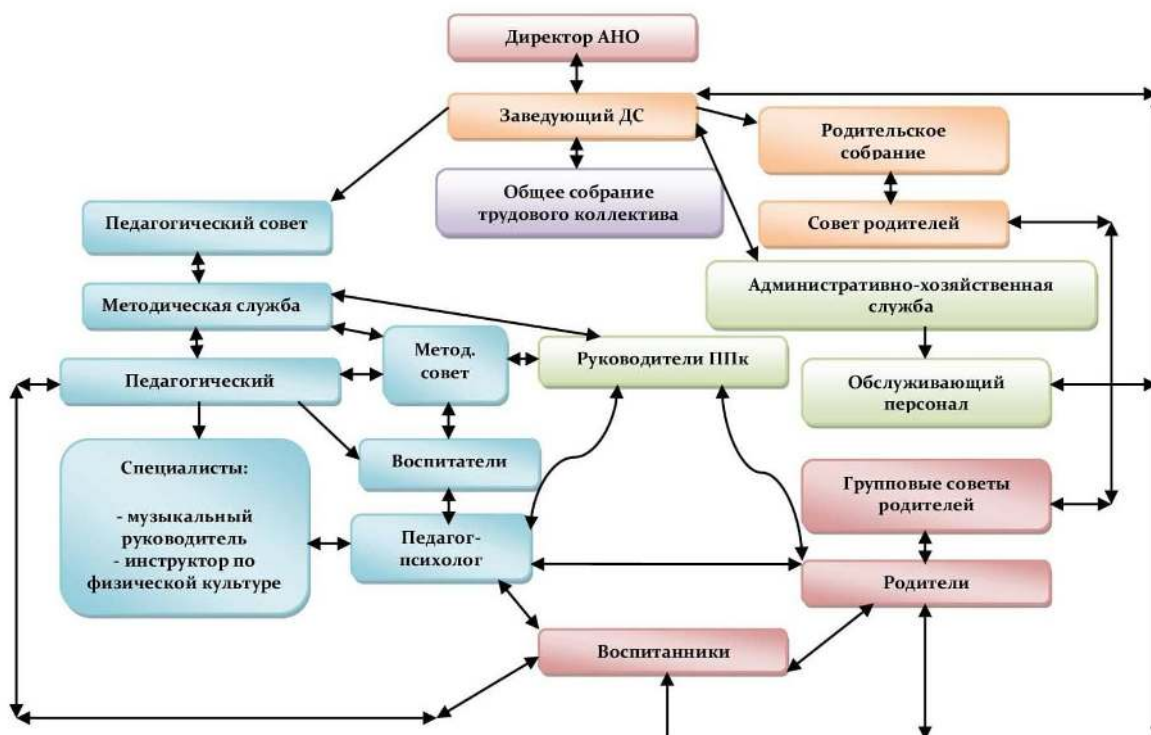 Директор АНО
Заведующий ДС
Родительское
собрание
Общее собрание
трудового коллектива
Педагогический совет
Совет родителей
Административно-хозяйственная
служба
Методическая служба
Метод.
совет
Руководители ППк
Педагогический
Обслуживающий
персонал
Специалисты:
- музыкальный
руководитель
- инструктор по
физической культуре
Воспитатели
Групповые советы
родителей
Педагог-
психолог
Родители
Воспитанники